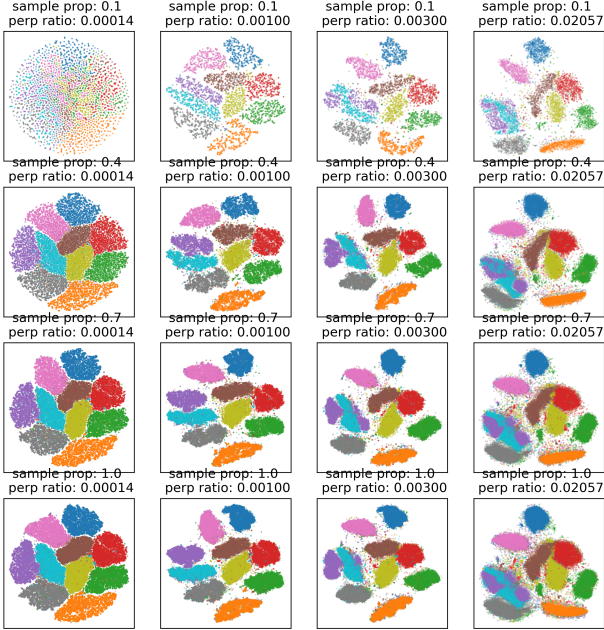 sample prop: 0.1
perp ratio: 0.00014
sample prop: 0.1
perp ratio: 0.00100
sample prop: 0.1
perp ratio: 0.00300
sample prop: 0.1
perp ratio: 0.02057
sample prop: 0.4
perp ratio: 0.00014
sample prop: 0.4
perp ratio: 0.00100
sample prop: 0.4
perp ratio: 0.00300
sample prop: 0.4
perp ratio: 0.02057
sample prop: 0.7
perp ratio: 0.00014
sample prop: 0.7
perp ratio: 0.00100
sample prop: 0.7
perp ratio: 0.00300
sample prop: 0.7
perp ratio: 0.02057
sample prop: 1.0
perp ratio: 0.00014
sample prop: 1.0
perp ratio: 0.00100
sample prop: 1.0
perp ratio: 0.00300
sample prop: 1.0
perp ratio: 0.02057